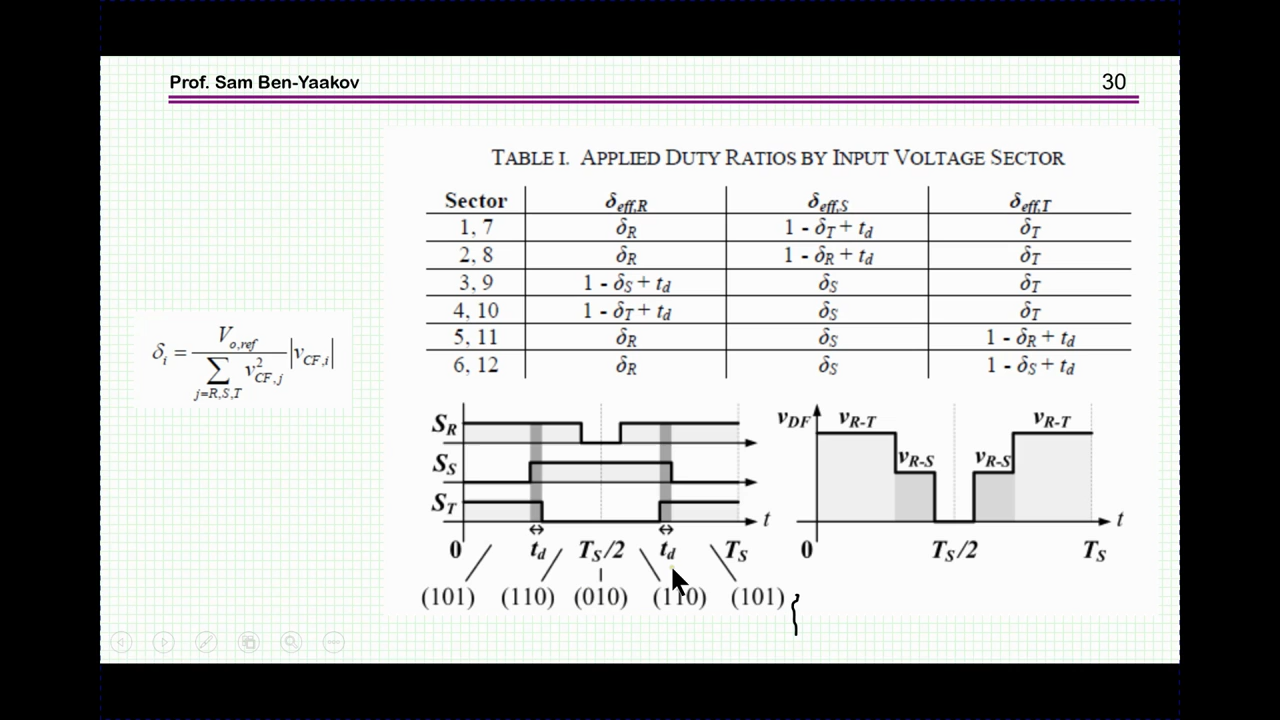 Prof. Sam Ben-Yaakov 30
TABLE I. APPLIED DUTY RATIOS BY INPUT VOLTAGE SECTOR
Sector δeff,R δeff,S δeff,T
1, 7 δR 1 - δT + td δT
2, 8 δR 1 - δR + td δT
3, 9 1 - δS + td δS δT
4, 10 1 - δT + td δS δT
5, 11 δR δS 1 - δR + td
6, 12 δR δS 1 - δS + td
δi = Vo,ref / ∑j=R,S,T v²CF,j |vCF,i|
SR
SS
ST
t
0 td TS/2 td TS
(101) (110) (010) (110) (101)
vDF vR-T vR-T
vR-S vR-S
t
0 TS/2 TS